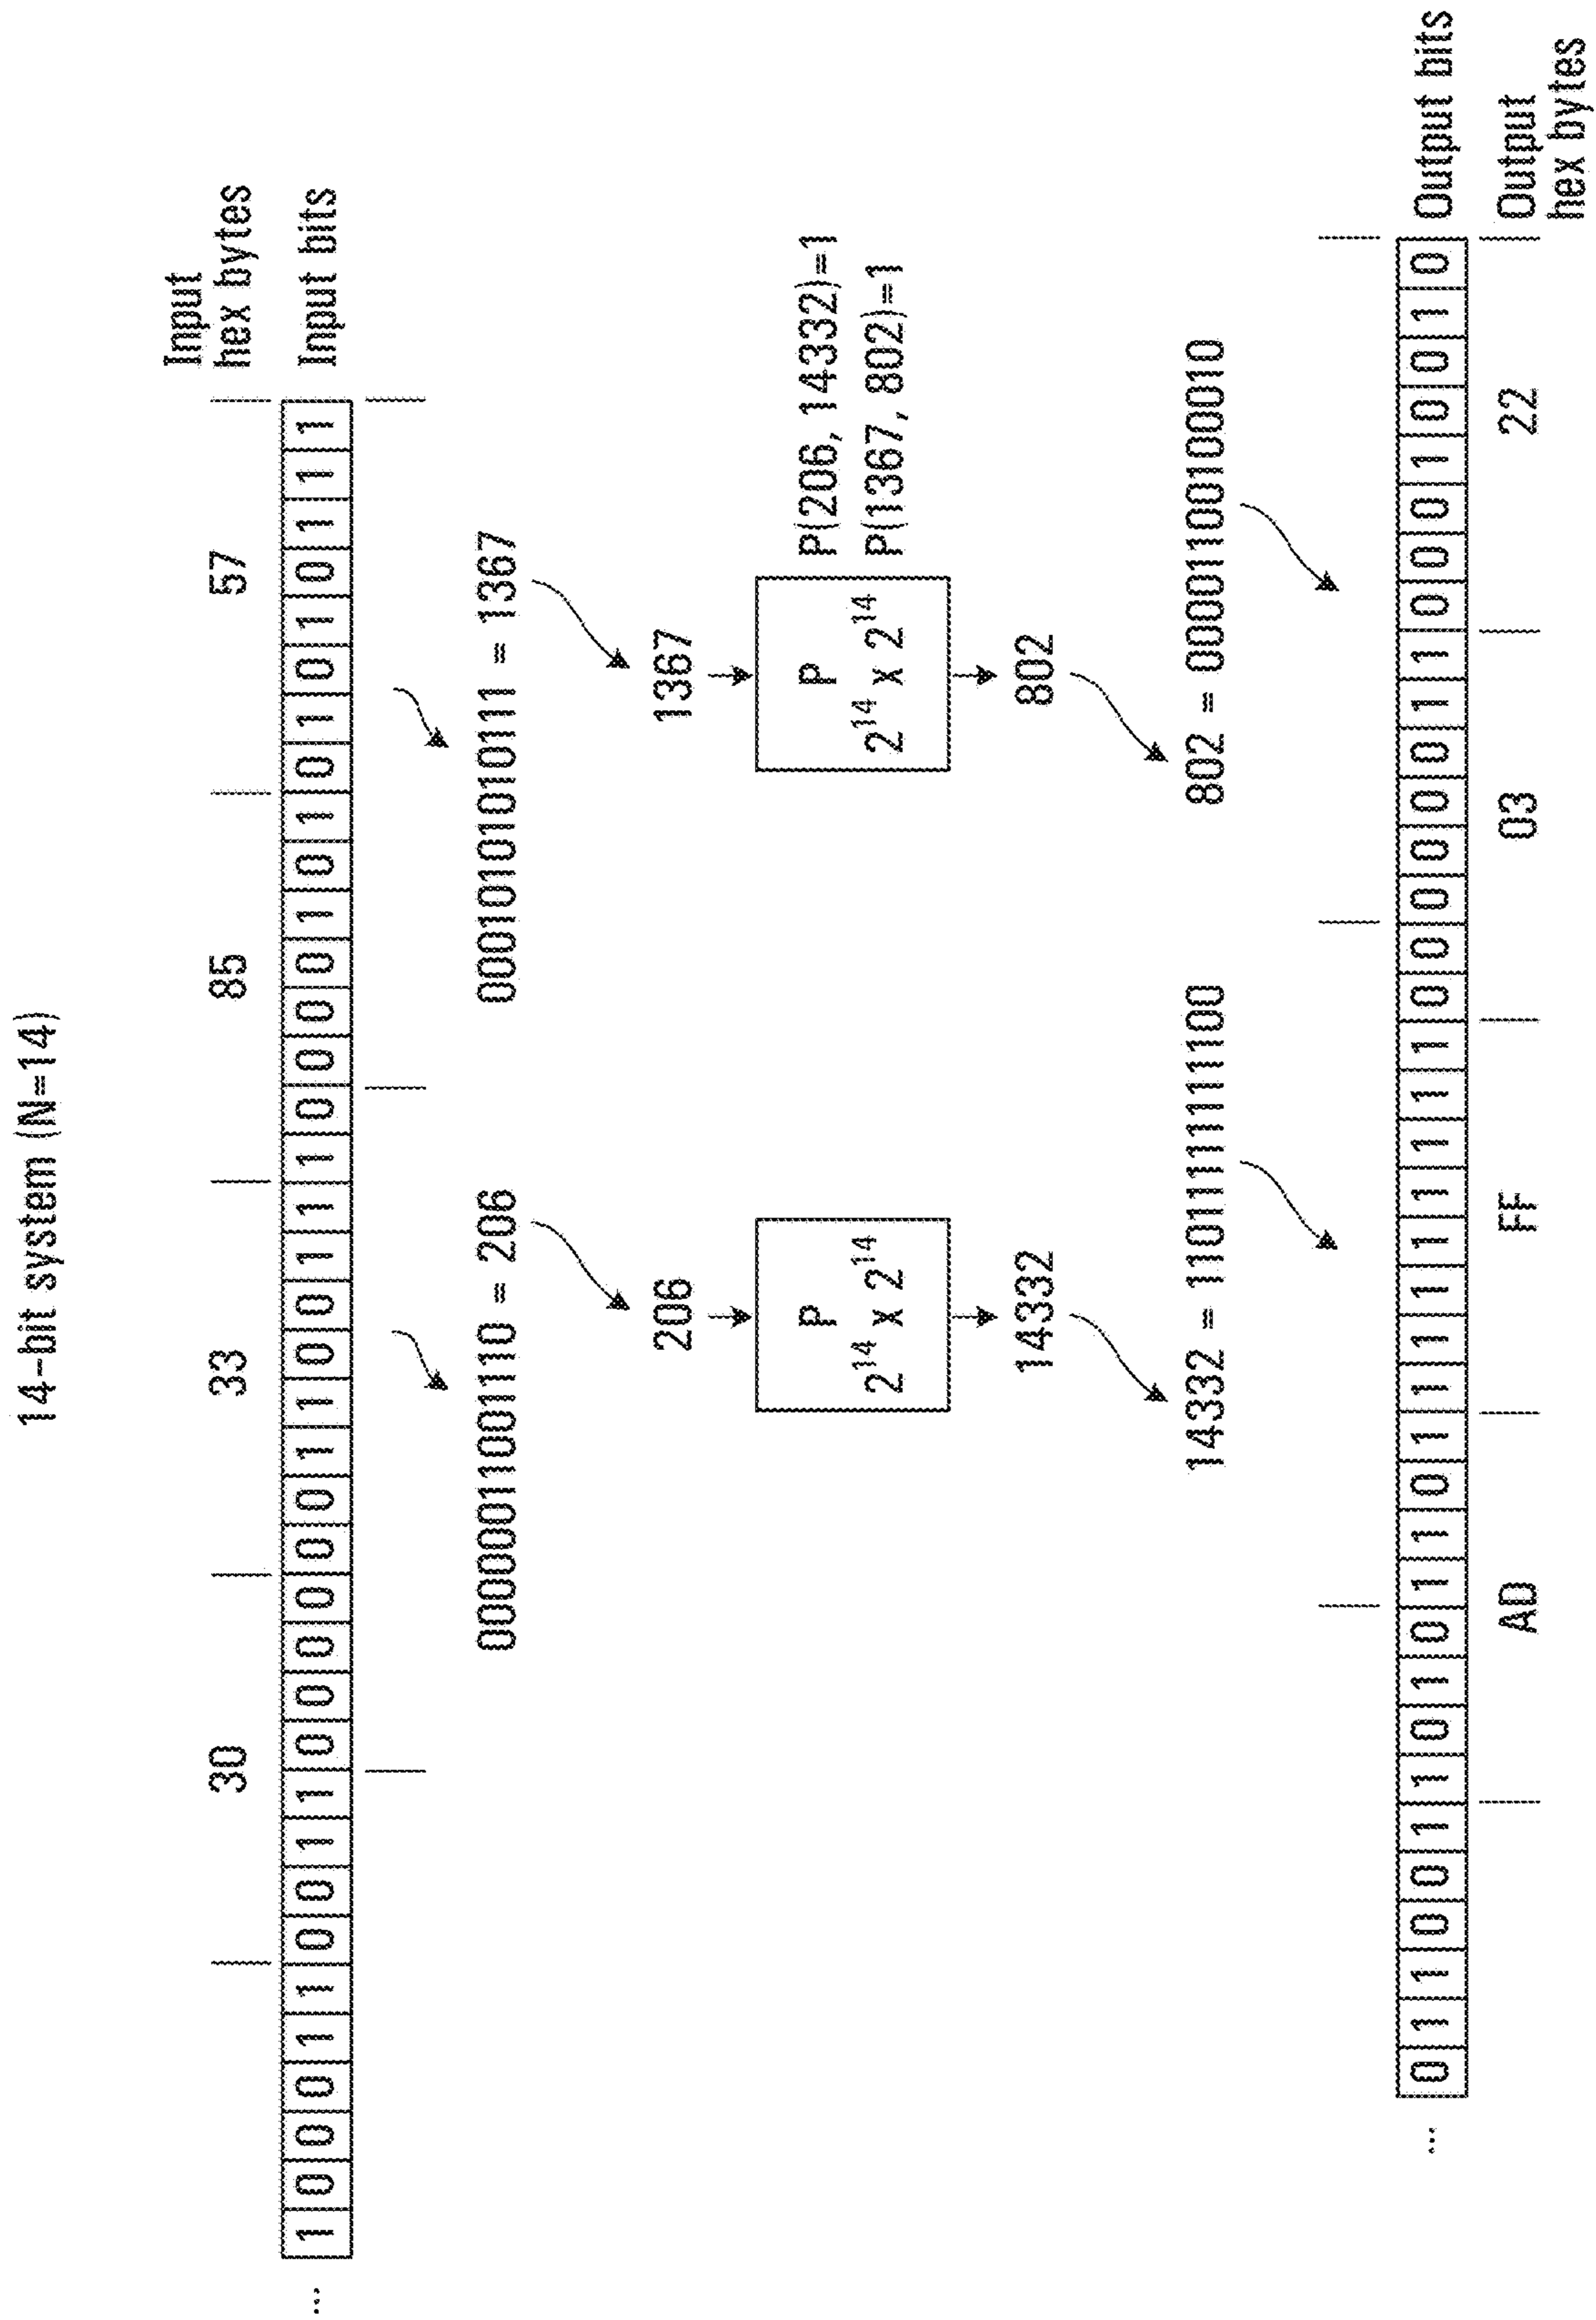 14-bit system (N=14)
Input
hex bytes
30 33 85 57
... 1 0 0 0 1 1 0 0 1 1 0 0 0 0 0 0 1 1 0 0 1 1 1 0 0 0 0 1 0 1 0 1 0 1 0 1 1 1 Input bits
00000011001110 = 206 00010101010111 = 1367
206 1367
P P P(206, 14332)=1
2^14 x 2^14 2^14 x 2^14 P(1367, 802)=1
14332 802
14332 = 11011111111100 802 = 00001100100010
... 0 1 1 0 0 1 1 0 1 0 1 1 0 1 1 1 1 1 1 1 1 1 0 0 0 0 0 0 1 1 0 0 1 0 0 0 1 0 Output bits
AD FF 03 22 Output
hex bytes